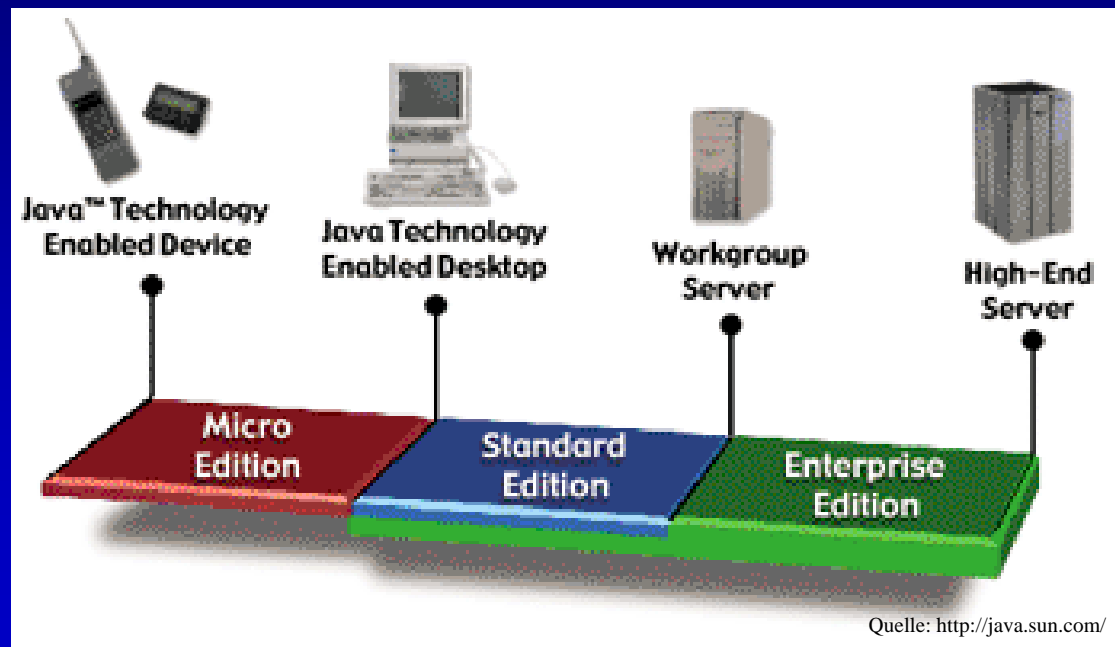 Java™ Technology
Enabled Device
Java Technology
Enabled Desktop
Workgroup
Server
High-End
Server
Micro
Edition
Standard
Edition
Enterprise
Edition
Quelle: http://java.sun.com/